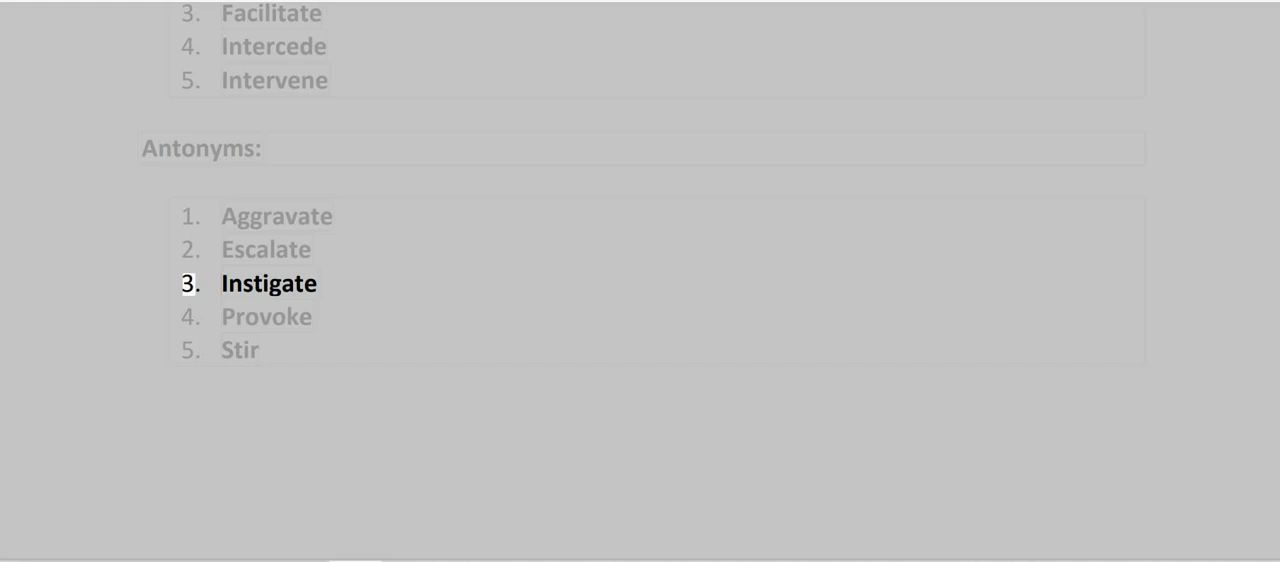 3. Facilitate
4. Intercede
5. Intervene
Antonyms:
1. Aggravate
2. Escalate
3. Instigate
4. Provoke
5. Stir